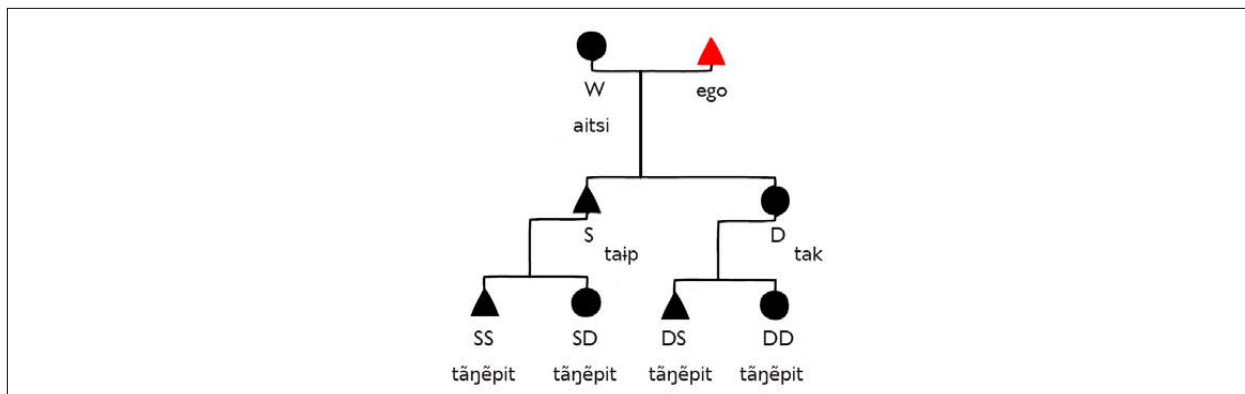 W ego
aitsi
S D
taɨp tak
SS SD DS DD
tãŋẽpit tãŋẽpit tãŋẽpit tãŋẽpit